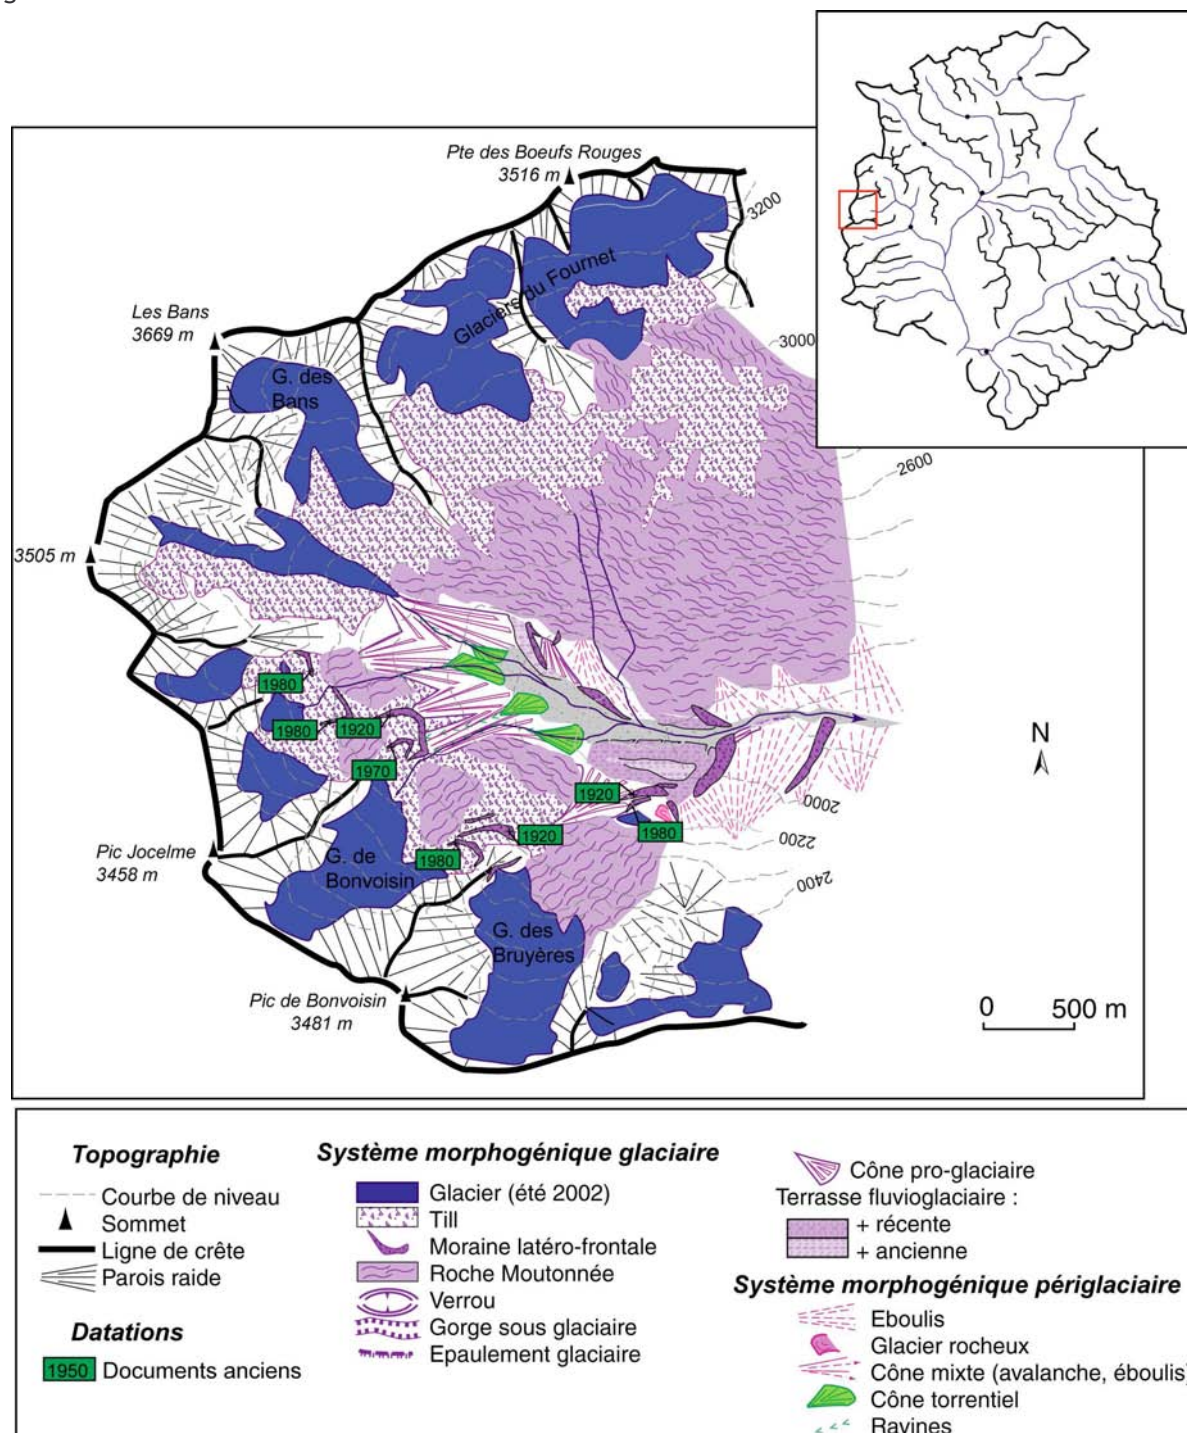 Pte des Boeufs Rouges
3516 m
3200
Glaciers du Fournet
Les Bans
3669 m
3000
G. des
Bans
2600
3505 m
1980
1980
1920
1970
1920
1980
1920
1980
N
2000
2200
2400
Pic Jocelme
3458 m
G. de
Bonvoisin
G. des
Bruyères
Pic de Bonvoisin
3481 m
0 500 m
Topographie
Courbe de niveau
Sommet
Ligne de crête
Parois raide
Datations
1950 Documents anciens
Système morphogénique glaciaire
Glacier (été 2002)
Till
Moraine latéro-frontale
Roche Moutonnée
Verrou
Gorge sous glaciaire
Epaulement glaciaire
Cône pro-glaciaire
Terrasse fluvioglaciaire :
+ récente
+ ancienne
Système morphogénique périglaciaire
Eboulis
Glacier rocheux
Cône mixte (avalanche, éboulis)
Cône torrentiel
Ravines